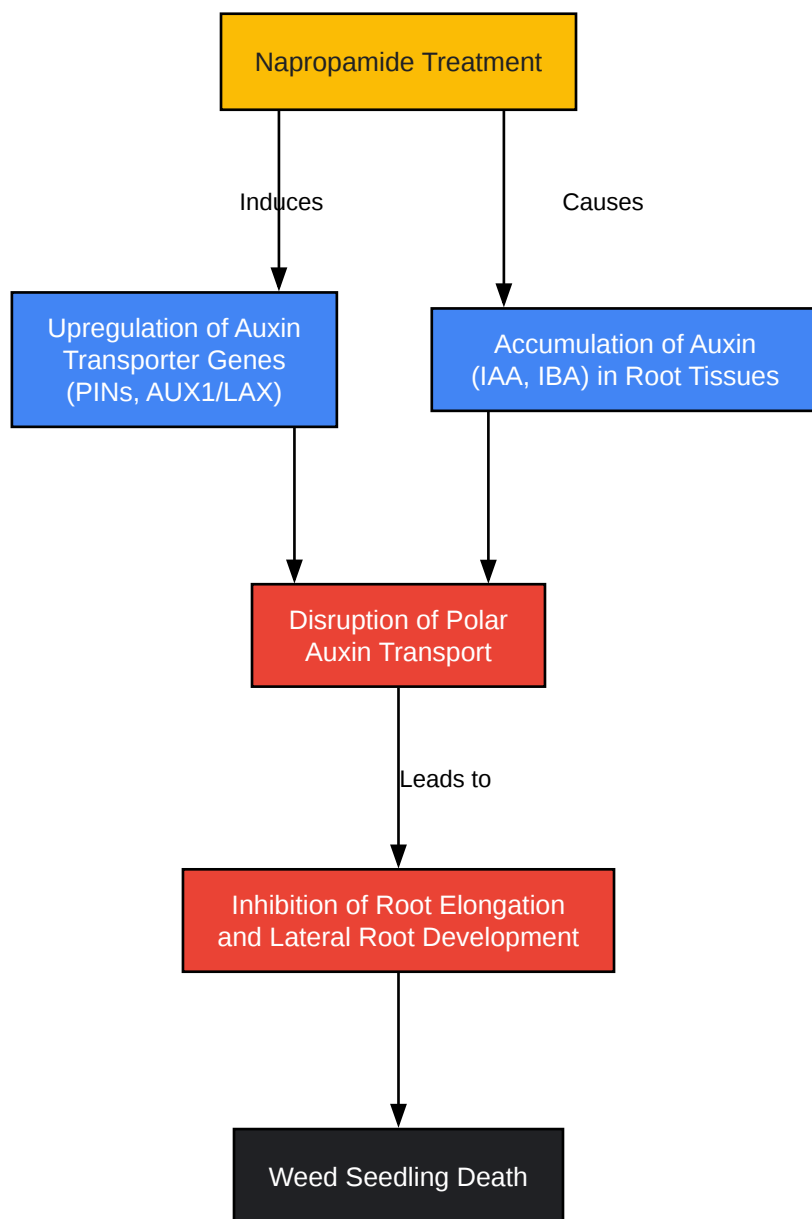 Napropamide Treatment
Induces
Causes
Upregulation of Auxin
Transporter Genes
(PINs, AUX1/LAX)
Accumulation of Auxin
(IAA, IBA) in Root Tissues
Disruption of Polar
Auxin Transport
Leads to
Inhibition of Root Elongation
and Lateral Root Development
Weed Seedling Death